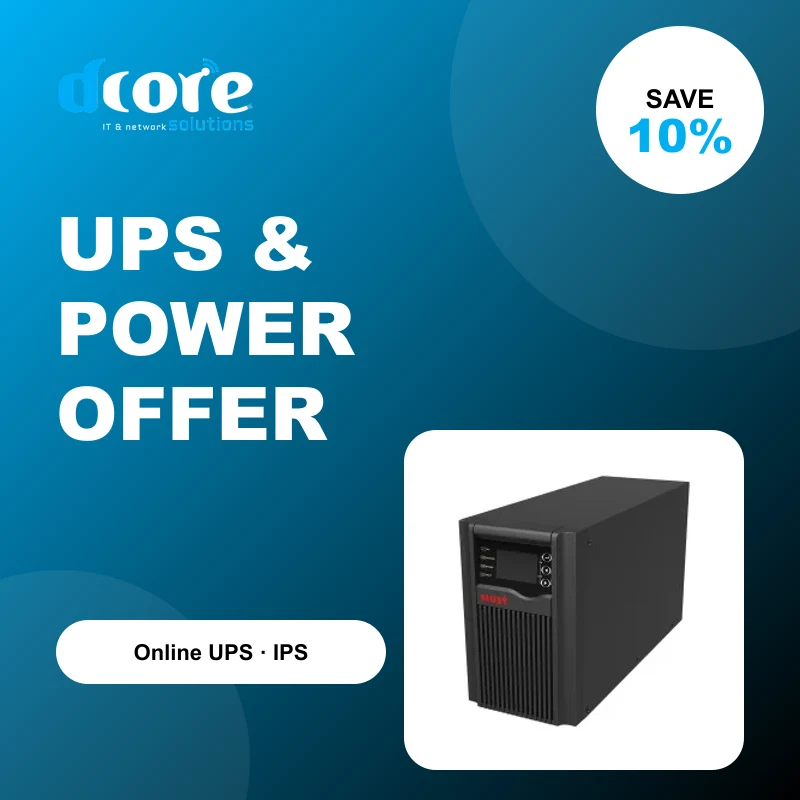 dcore
IT & network solutions
SAVE
10%
UPS &
POWER
OFFER
Online UPS · IPS